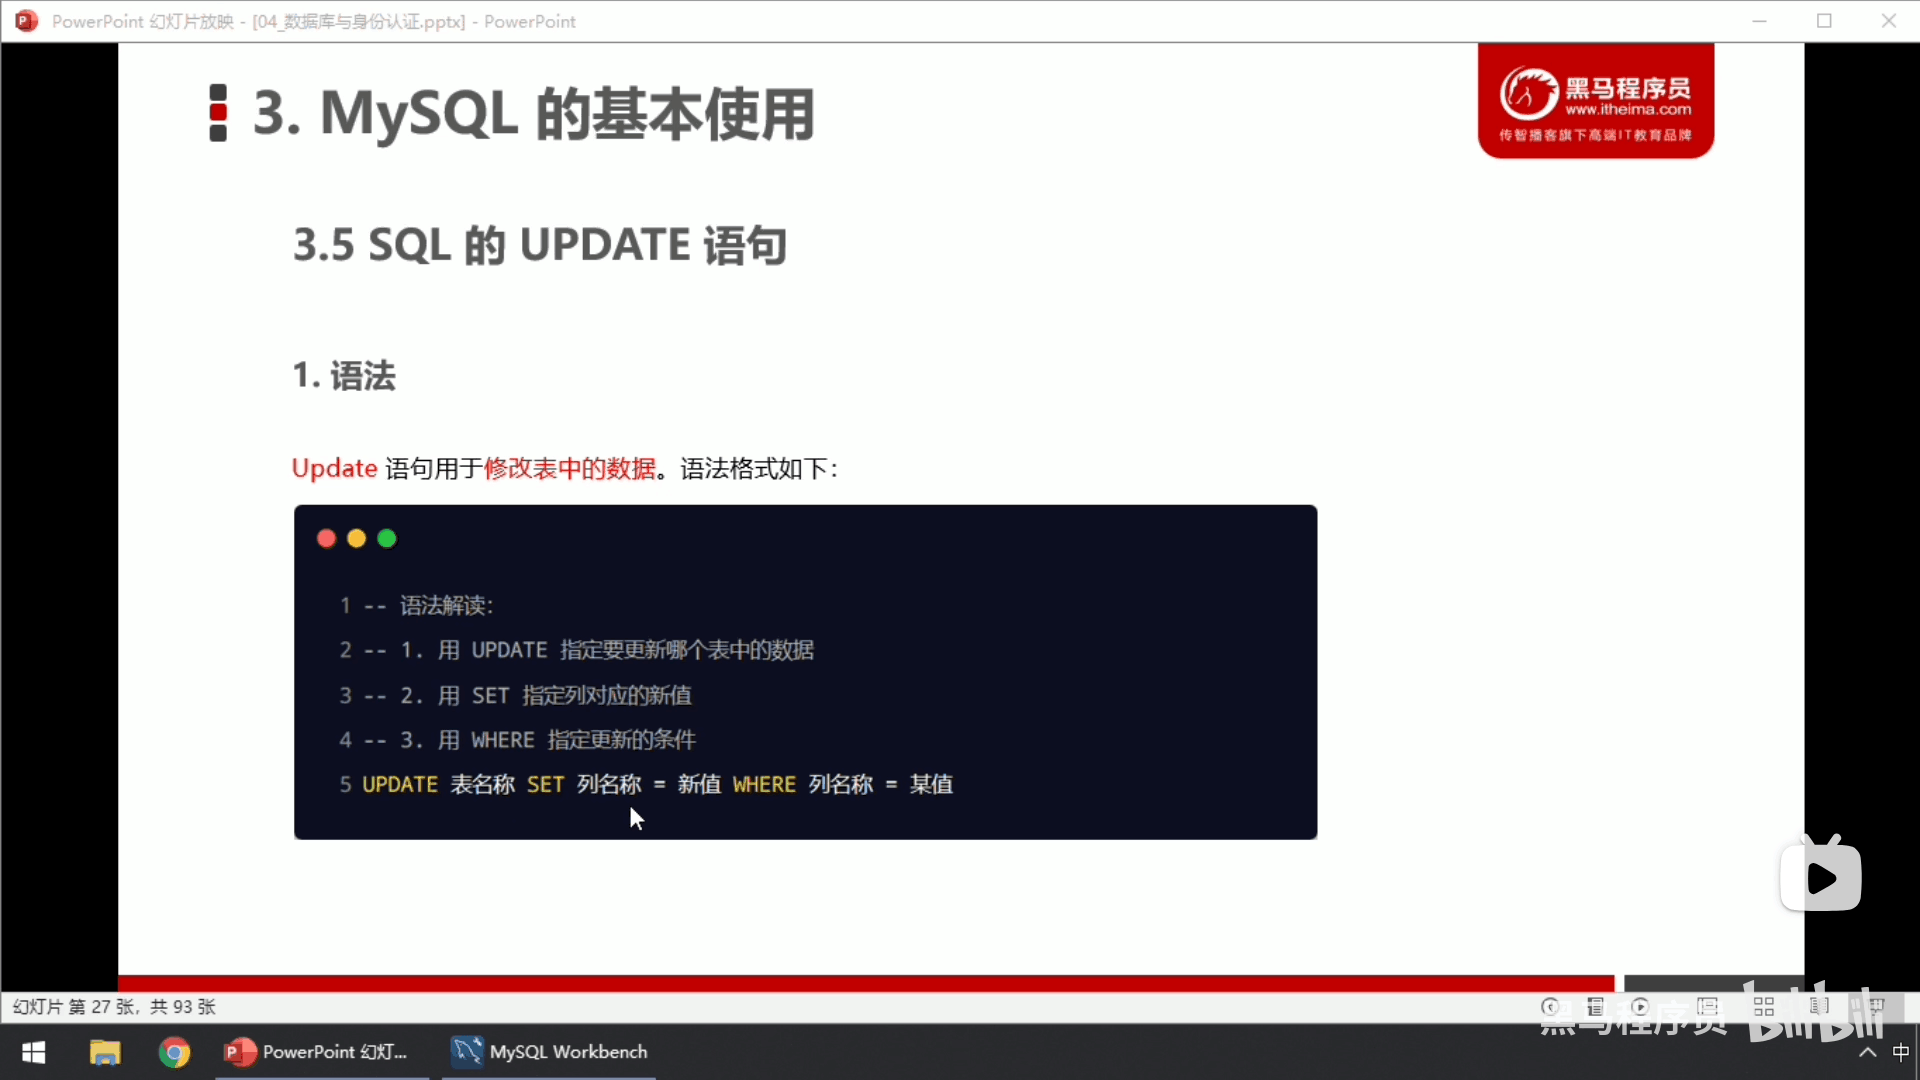 PowerPoint 幻灯片放映 - [04_数据库与身份认证.pptx] - PowerPoint
3. MySQL 的基本使用
黑马程序员
www.itheima.com
传智播客旗下高端IT教育品牌
3.5 SQL 的 UPDATE 语句
1. 语法
Update 语句用于修改表中的数据。语法格式如下：
1 -- 语法解读：
2 -- 1. 用 UPDATE 指定要更新哪个表中的数据
3 -- 2. 用 SET 指定列对应的新值
4 -- 3. 用 WHERE 指定更新的条件
5 UPDATE 表名称 SET 列名称 = 新值 WHERE 列名称 = 某值
幻灯片 第 27 张，共 93 张
黑马程序员 bilibili
PowerPoint 幻灯...
MySQL Workbench
中